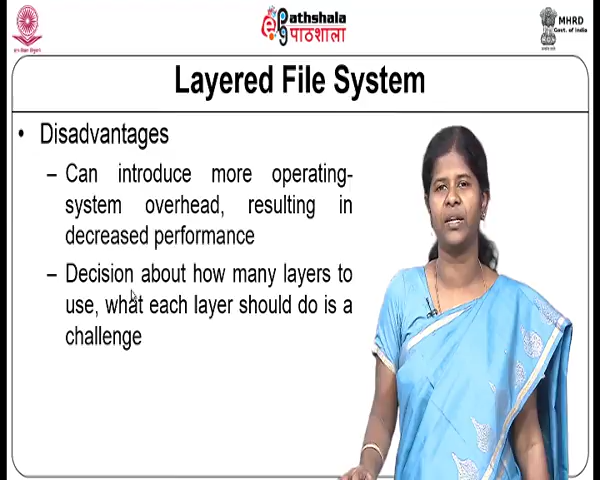 Pathshala
पाठशाला
MHRD
Govt. of India
Layered File System
• Disadvantages
– Can introduce more operating-
system overhead, resulting in
decreased performance
– Decision about how many layers to
use, what each layer should do is a
challenge